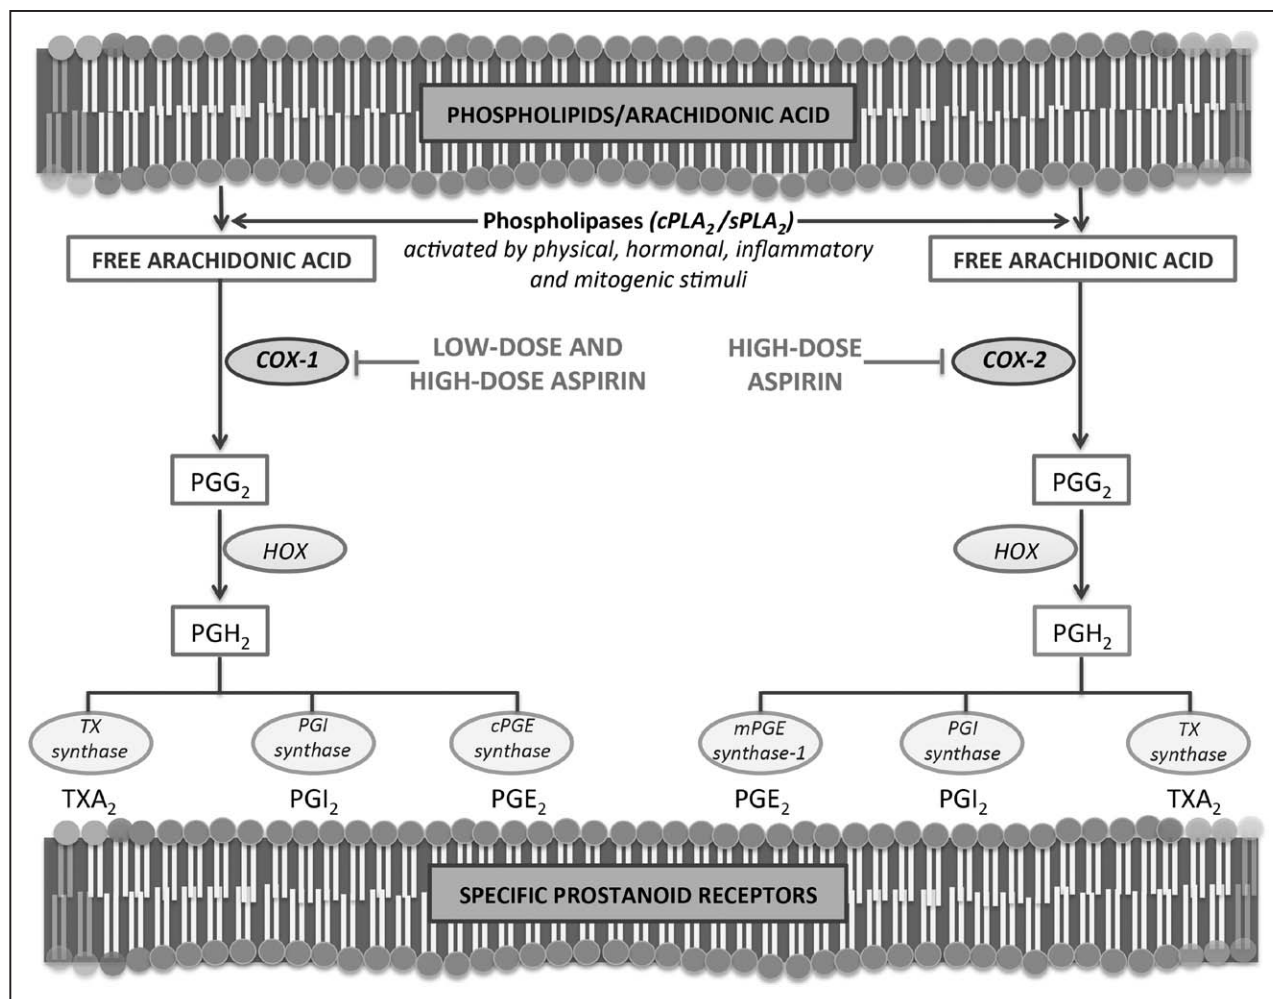 PHOSPHOLIPIDS/ARACHIDONIC ACID
Phospholipases (cPLA₂/sPLA₂)
activated by physical, hormonal, inflammatory
and mitogenic stimuli
FREE ARACHIDONIC ACID
FREE ARACHIDONIC ACID
COX-1
LOW-DOSE AND
HIGH-DOSE ASPIRIN
HIGH-DOSE
ASPIRIN
COX-2
PGG₂
PGG₂
HOX
HOX
PGH₂
PGH₂
TX
synthase
PGI
synthase
cPGE
synthase
mPGE
synthase-1
PGI
synthase
TX
synthase
TXA₂
PGI₂
PGE₂
PGE₂
PGI₂
TXA₂
SPECIFIC PROSTANOID RECEPTORS